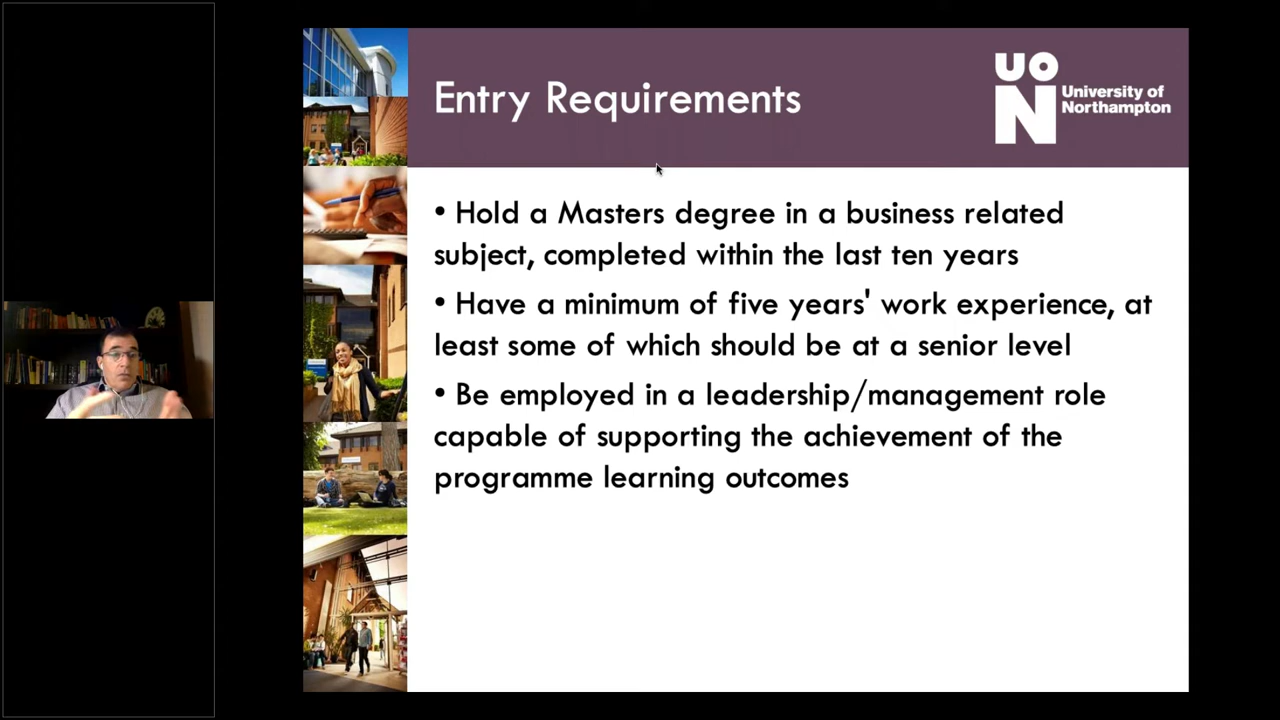 Entry Requirements
UON
University of
Northampton
• Hold a Masters degree in a business related
subject, completed within the last ten years
• Have a minimum of five years' work experience, at
least some of which should be at a senior level
• Be employed in a leadership/management role
capable of supporting the achievement of the
programme learning outcomes